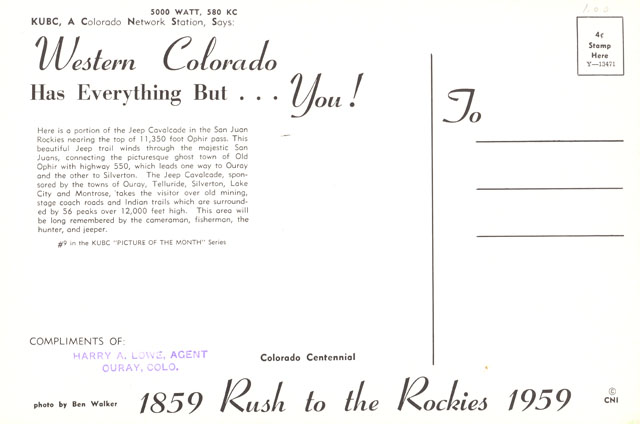 5000 WATT, 580 KC
KUBC, A Colorado Network Station, Says:
Western Colorado
Has Everything But . . . You!
Here is a portion of the Jeep Cavalcade in the San Juan
Rockies nearing the top of 11,350 foot Ophir pass. This
beautiful Jeep trail winds through the majestic San
Juans, connecting the picturesque ghost town of Old
Ophir with highway 550, which leads one way to Ouray
and the other to Silverton. The Jeep Cavalcade, spon-
sored by the towns of Ouray, Telluride, Silverton, Lake
City and Montrose, takes the visitor over old mining,
stage coach roads and Indian trails which are surround-
ed by 56 peaks over 12,000 feet high. This area will
be long remembered by the cameraman, fisherman, the
hunter, and jeeper.
#9 in the KUBC "PICTURE OF THE MONTH" Series
COMPLIMENTS OF:
HARRY A. LOWE, AGENT
OURAY, COLO.
Colorado Centennial
photo by Ben Walker
1859 Rush to the Rockies 1959
1.00
4¢
Stamp
Here
Y—13471
To
©
CNI